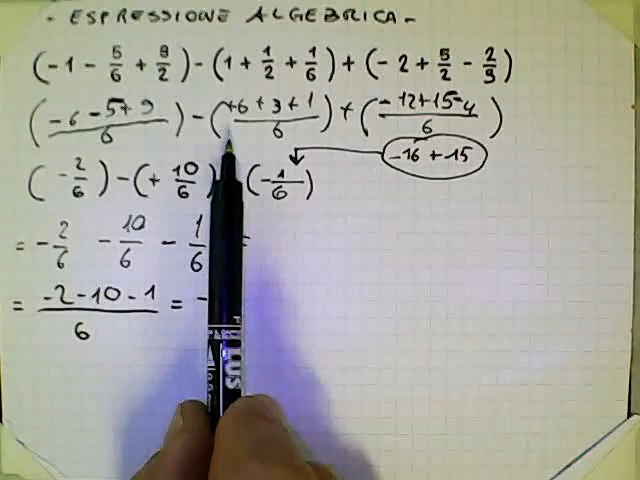 . ESPRESSIONE ALGEBRICA -
(-1 - 5/6 + 9/2) - (1 + 1/2 + 1/6) + (-2 + 5/2 - 2/3)
(-6 - 5 + 9 / 6) - (+6 + 3 + 1 / 6) + (-12 + 15 - 4 / 6)
-16 + 15
(-2/6) - (+ 10/6) (-1/6)
= -2/6 - 10/6 - 1/6 =
= -2 - 10 - 1 / 6 = -